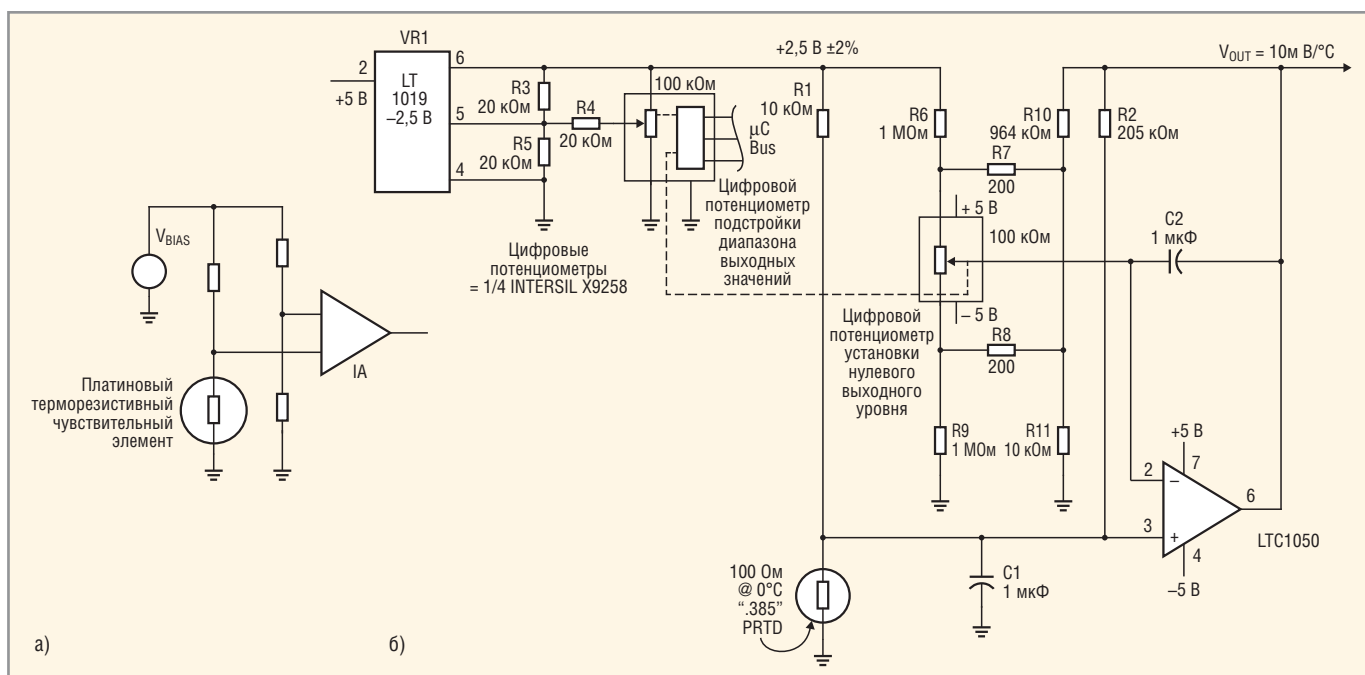 VR1
2
+5 В
LT
1019
–2,5 В
6
5
4
R3
20 кОм
R5
20 кОм
R4
20 кОм
100 кОм
µC
Bus
Цифровой
потенциометр
подстройки
диапазона
выходных
значений
Цифровые
потенциометры
= 1/4 INTERSIL X9258
+2,5 В ±2%
R1
10 кОм
R6
1 МОм
R10
964 кОм
R2
205 кОм
VOUT = 10м В/°C
R7
200
+ 5 В
100 кОм
– 5 В
C2
1 мкФ
Цифровой
потенциометр
установки
нулевого
выходного
уровня
R8
200
R9
1 МОм
R11
10 кОм
+5 В
7
2
–
3
+
6
4
–5 В
LTC1050
C1
1 мкФ
100 Ом
@ 0°C
“.385”
PRTD
VBIAS
IA
Платиновый
терморезистивный
чувствительный
элемент
а)
б)